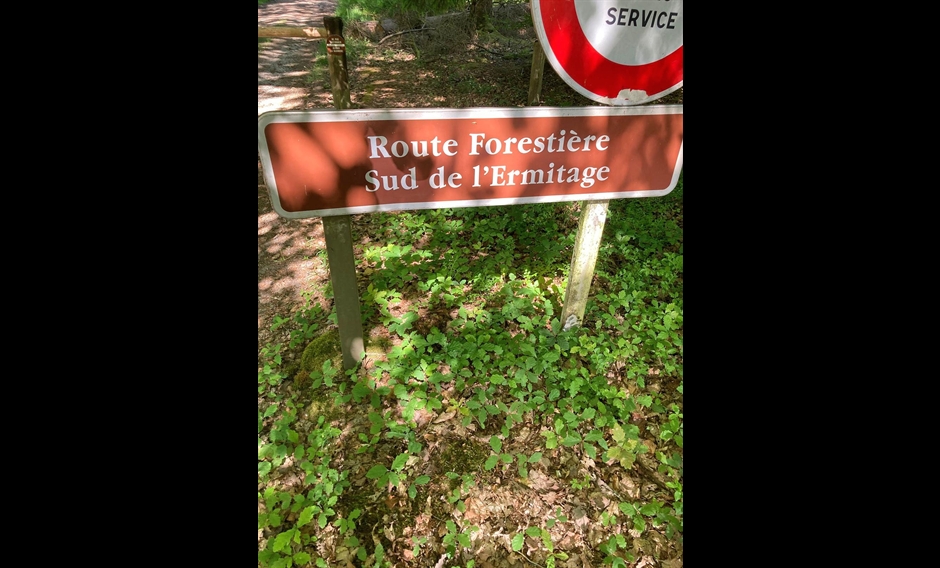 SERVICE
Route Forestière
Sud de l'Ermitage